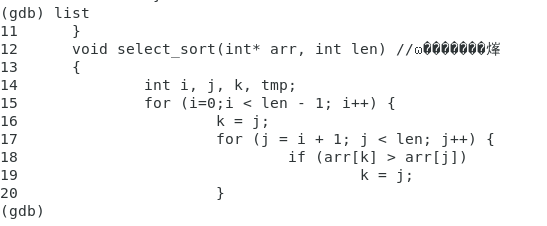 (gdb) list
11 }
12 void select_sort(int* arr, int len) //ω��������㷨
13 {
14 int i, j, k, tmp;
15 for (i=0;i < len - 1; i++) {
16 k = j;
17 for (j = i + 1; j < len; j++) {
18 if (arr[k] > arr[j])
19 k = j;
20 }
(gdb)